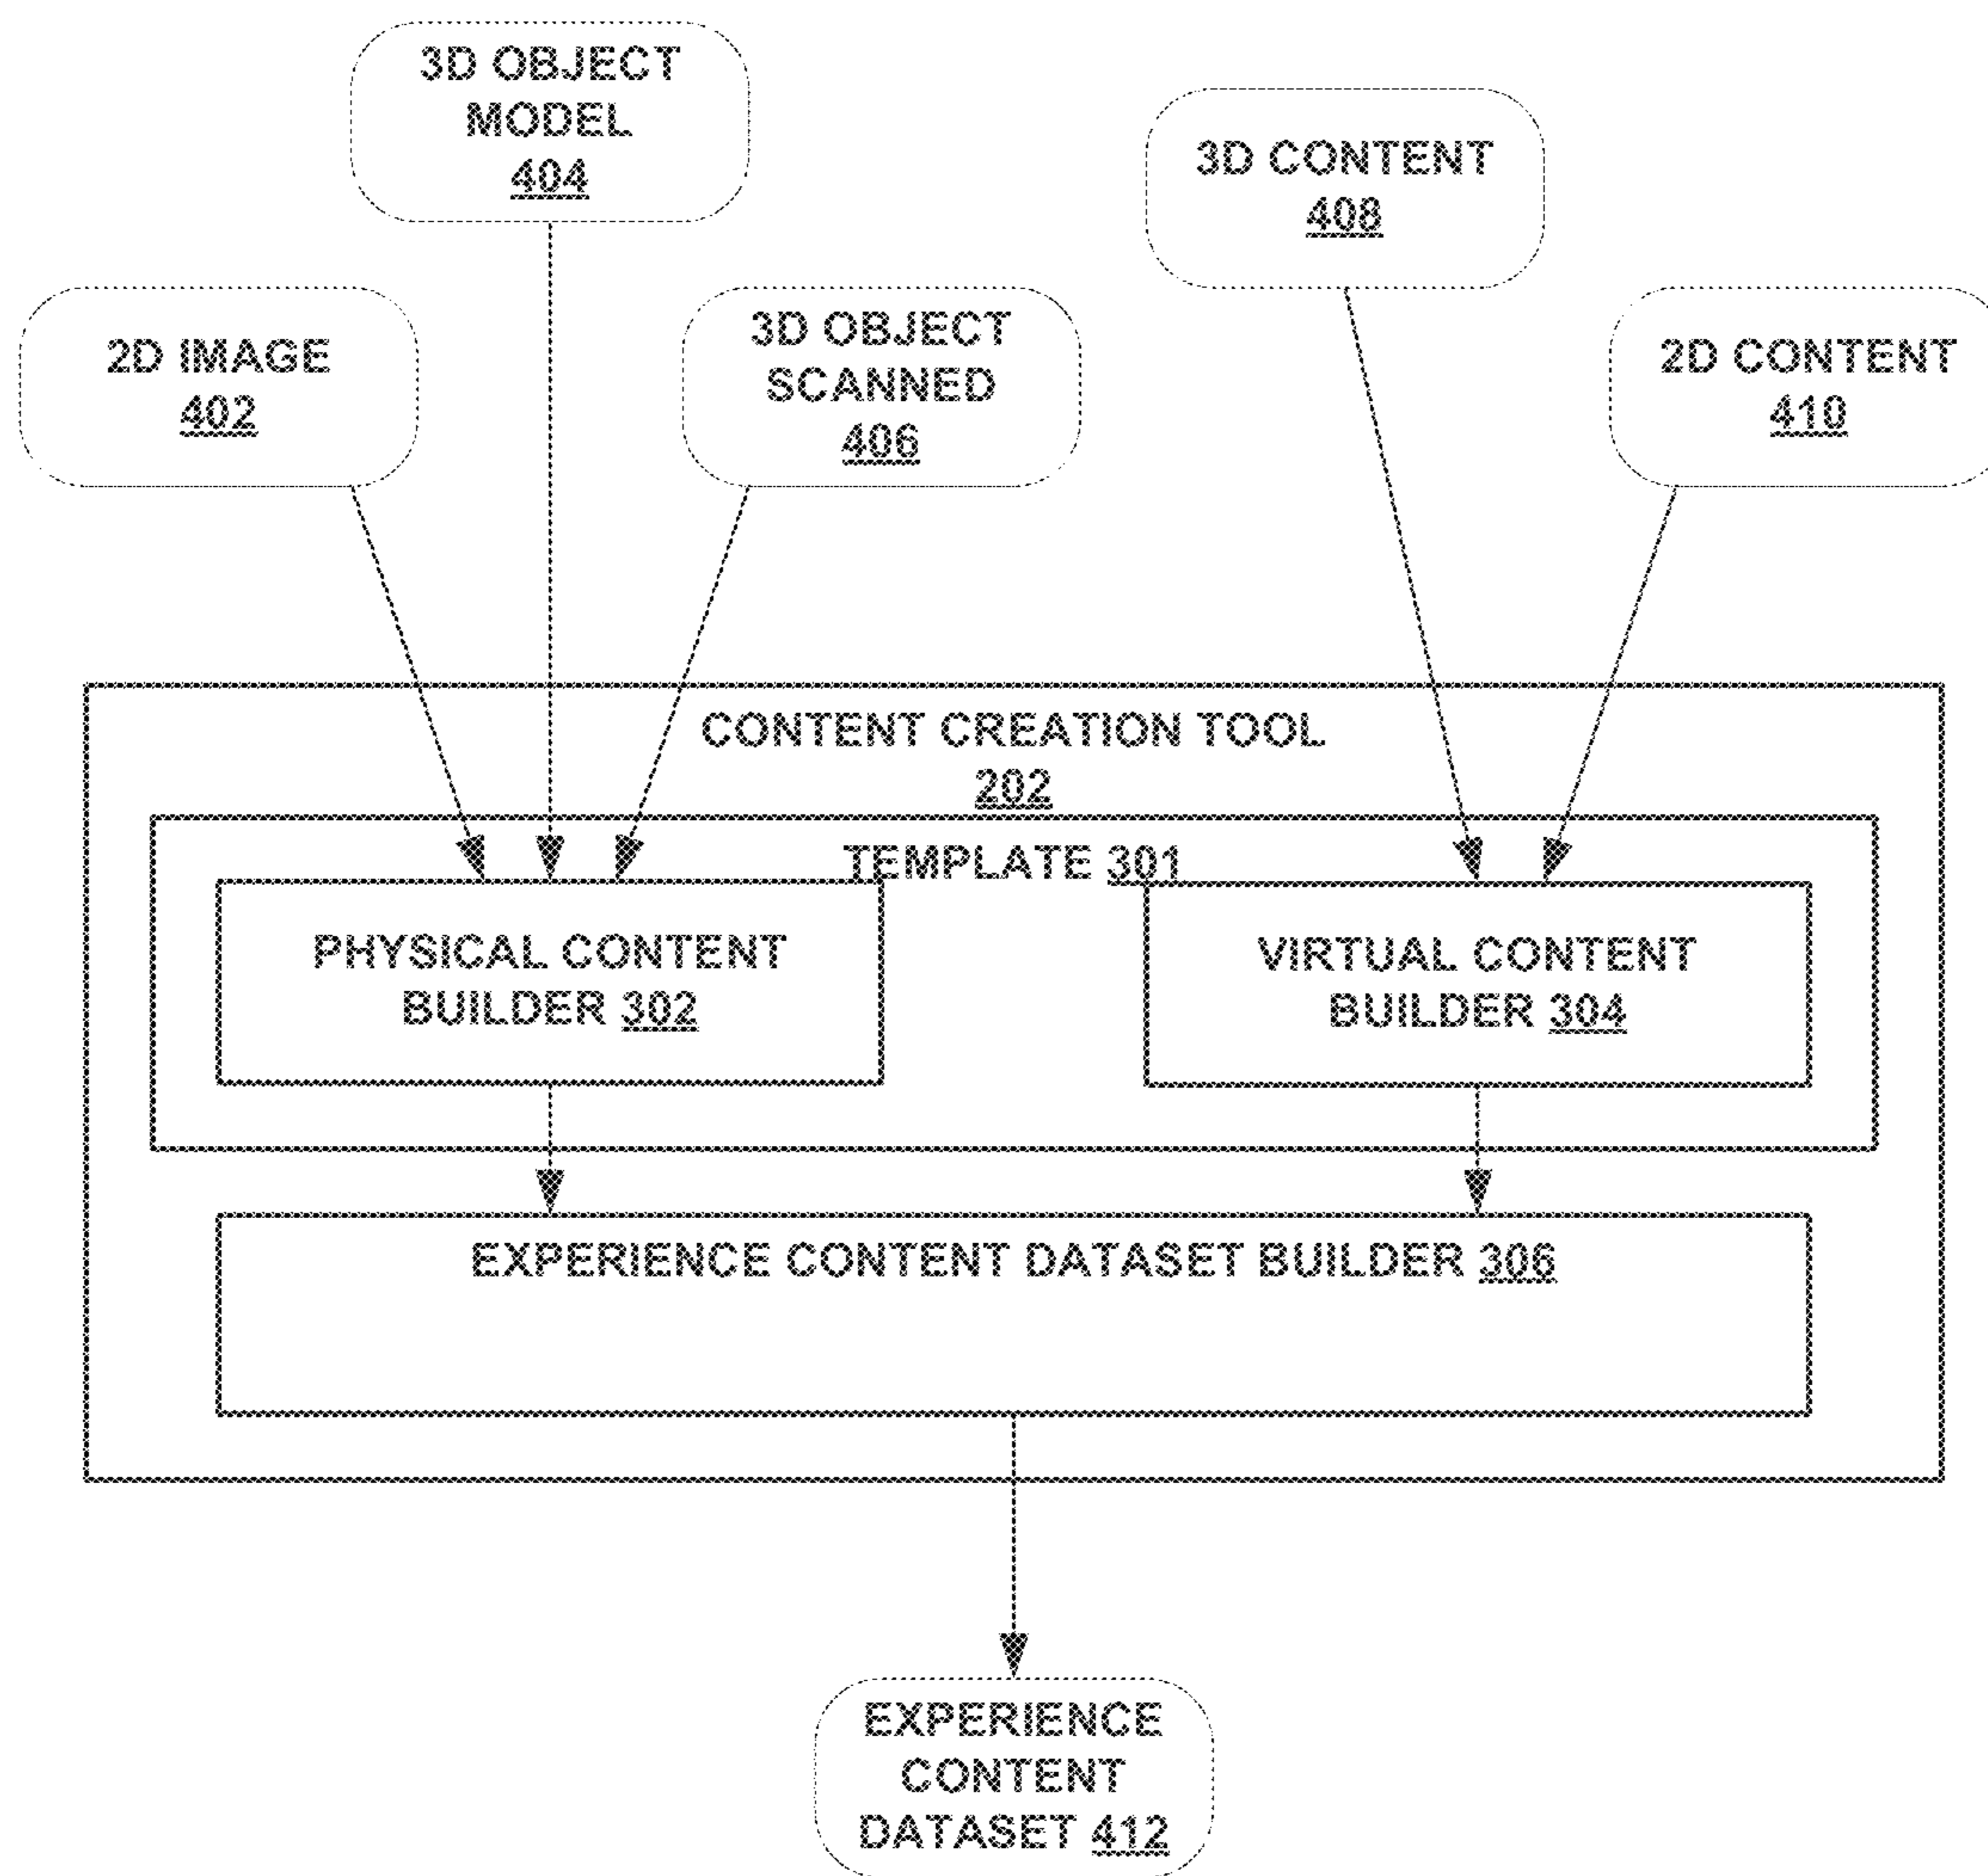 3D OBJECT
MODEL
404
3D CONTENT
408
2D IMAGE
402
3D OBJECT
SCANNED
406
2D CONTENT
410
CONTENT CREATION TOOL
202
TEMPLATE 301
PHYSICAL CONTENT
BUILDER 302
VIRTUAL CONTENT
BUILDER 304
EXPERIENCE CONTENT DATASET BUILDER 306
EXPERIENCE
CONTENT
DATASET 412